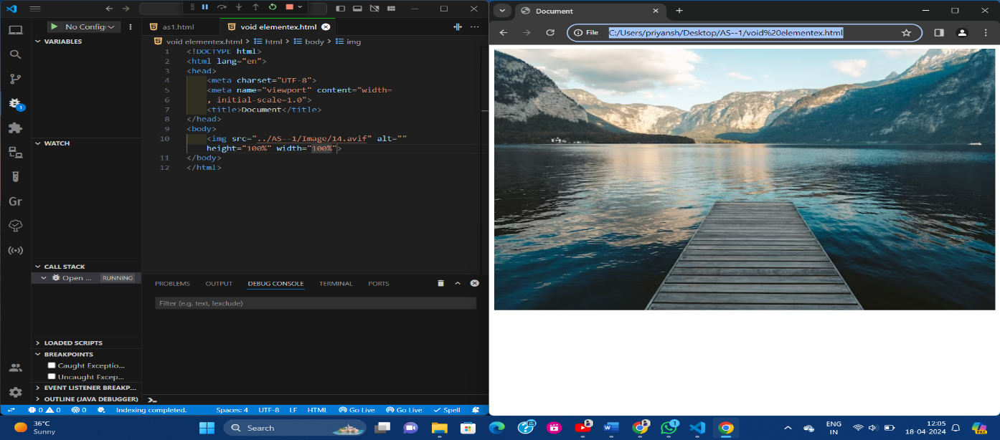 No Config
as1.html
void elementex.html
Document
File
C:/Users/priyansh/Desktop/AS--1/void%20elementex.html
VARIABLES
WATCH
CALL STACK
Open ...
RUNNING
LOADED SCRIPTS
BREAKPOINTS
Caught Exceptio...
Uncaught Excep...
EVENT LISTENER BREAKP...
OUTLINE (JAVA DEBUGGER)
1
Gr
void elementex.html > html > body > img
1 <!DOCTYPE html>
2 <html lang="en">
3 <head>
4 <meta charset="UTF-8">
5 <meta name="viewport" content="width=
6 , initial-scale=1.0">
7 <title>Document</title>
8 </head>
9 <body>
10 <img src="../AS--1/Image/14.avif" alt=""
height="100%" width="100%">
11 </body>
12 </html>
PROBLEMS OUTPUT DEBUG CONSOLE TERMINAL PORTS
Filter (e.g. text, !exclude)
0 0 0 Indexing completed. Spaces: 4 UTF-8 LF HTML Go Live Go Live Spell
36°C
Sunny
Search
1
ENG
IN
12:05
18-04-2024
PRE